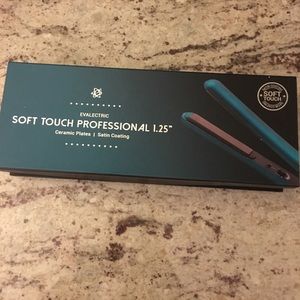 EVALECTRIC
SOFT TOUCH PROFESSIONAL 1.25"
Ceramic Plates | Satin Coating
SOFT
TOUCH